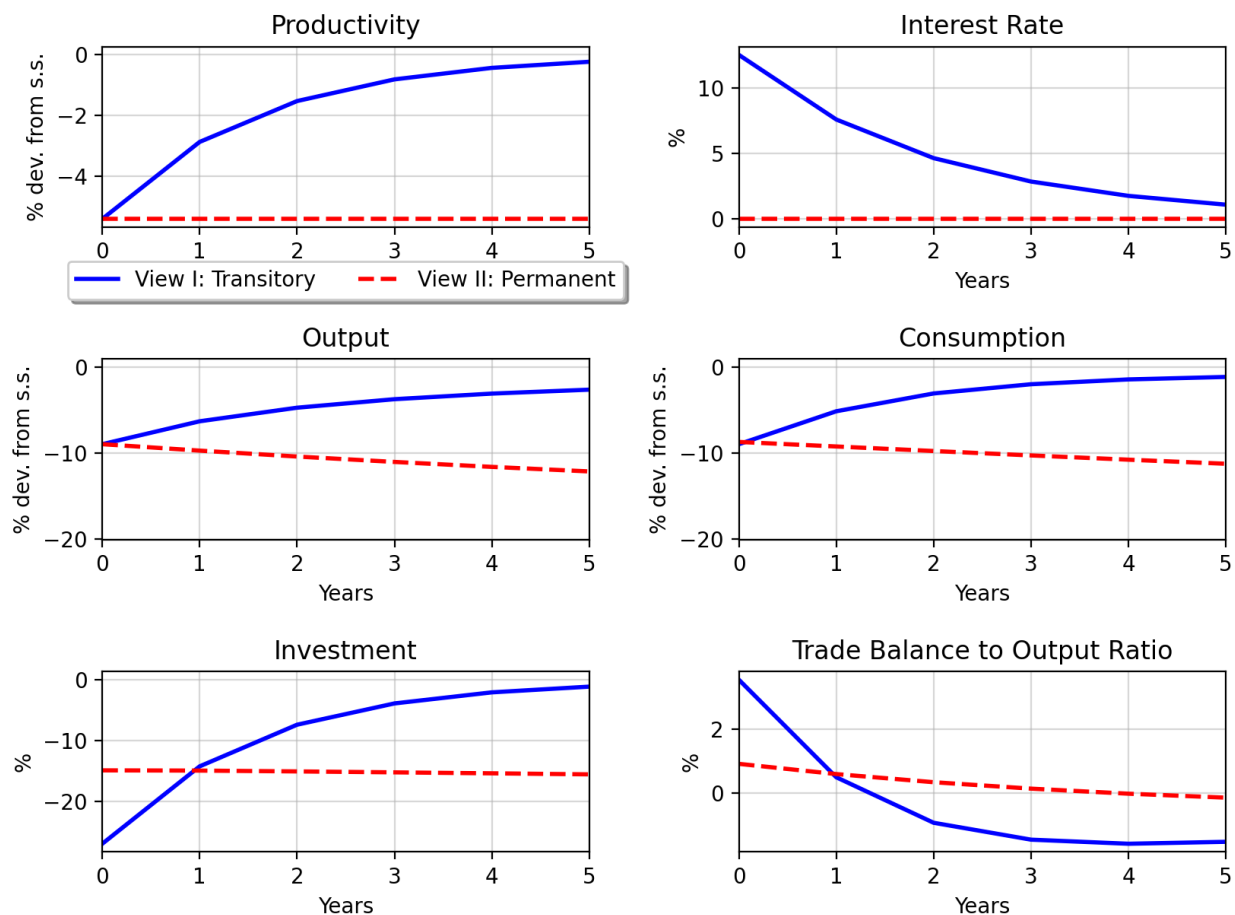 Productivity
% dev. from s.s.
0
−2
−4
0 1 2 3 4 5
Interest Rate
%
10
5
0
0 1 2 3 4 5
Years
View I: Transitory View II: Permanent
Output
% dev. from s.s.
0
−10
−20
0 1 2 3 4 5
Years
Consumption
% dev. from s.s.
0
−10
−20
0 1 2 3 4 5
Years
Investment
%
0
−10
−20
0 1 2 3 4 5
Years
Trade Balance to Output Ratio
%
2
0
0 1 2 3 4 5
Years